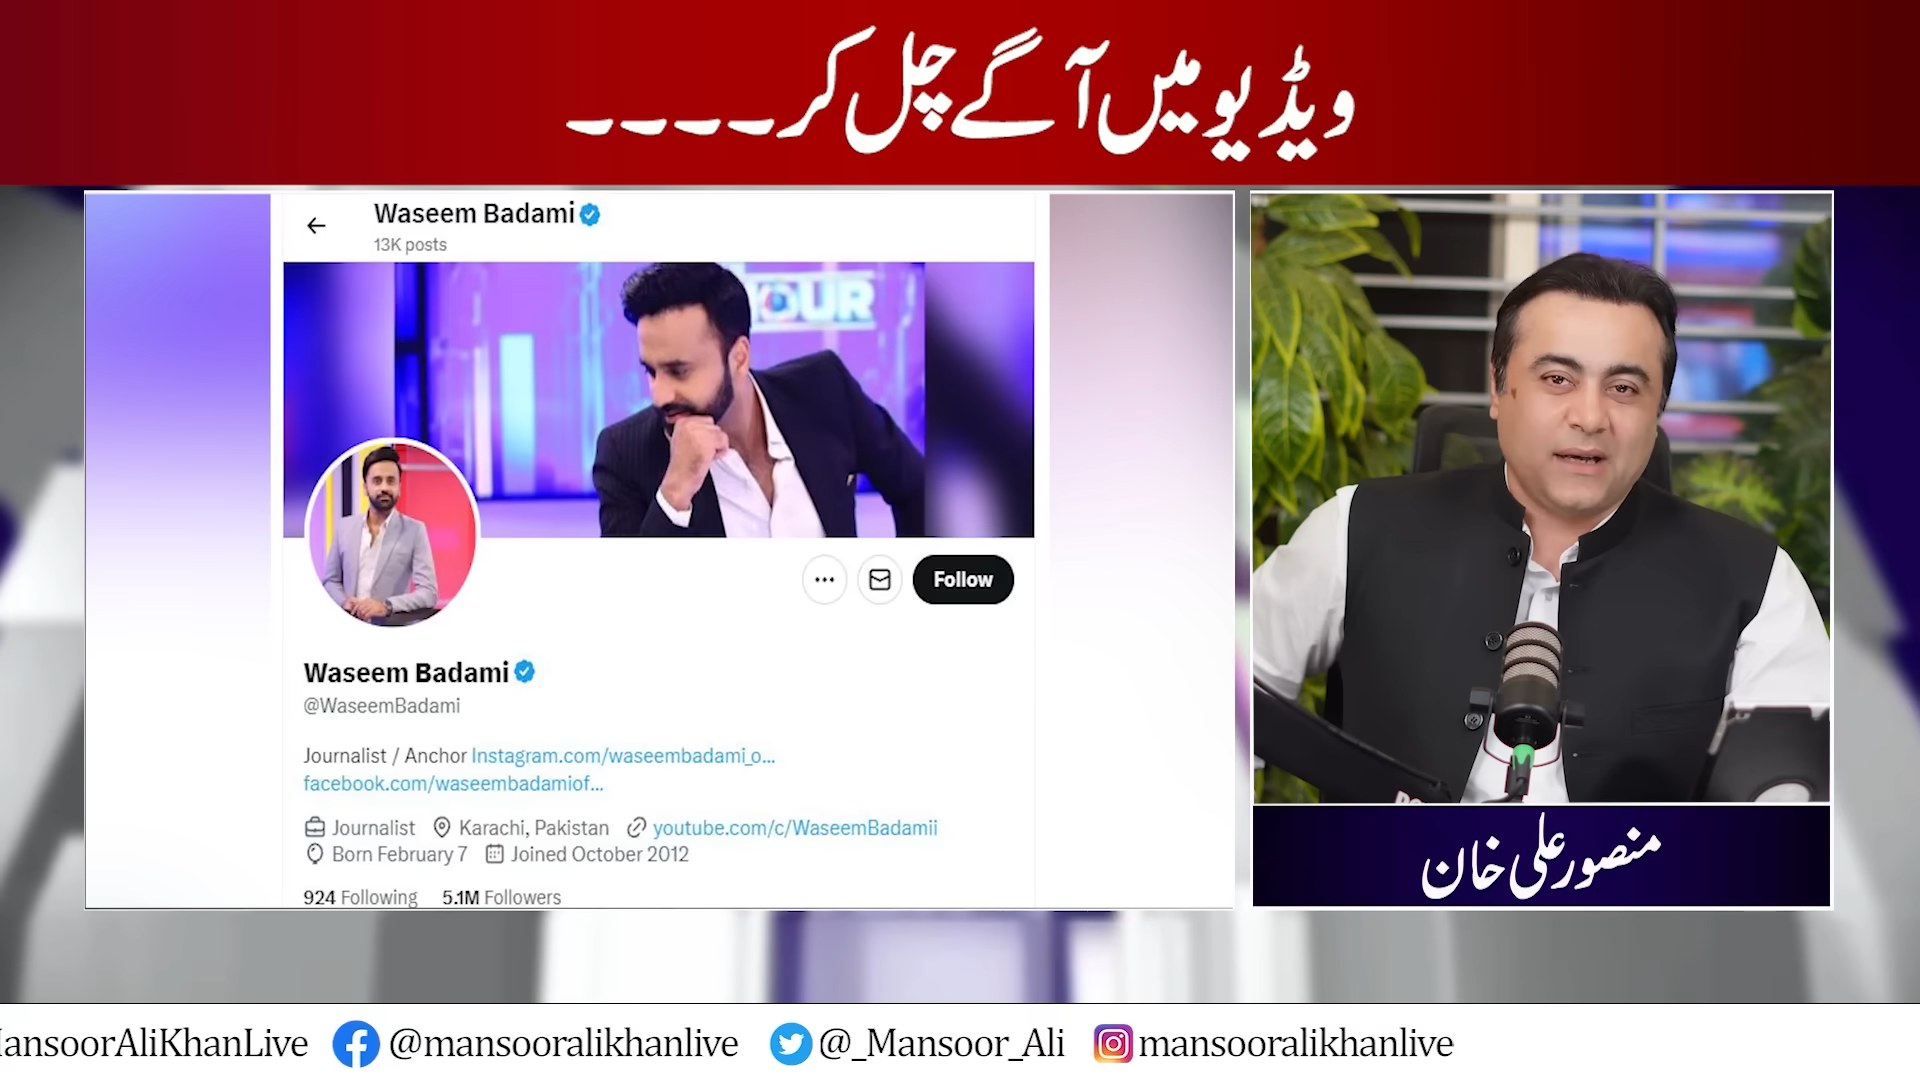 ویڈیو میں آگے چل کر۔۔۔۔
Waseem Badami
13K posts
HOUR
Follow
Waseem Badami
@WaseemBadami
Journalist / Anchor Instagram.com/waseembadami_o...
facebook.com/waseembadamiof...
Journalist Karachi, Pakistan youtube.com/c/WaseemBadamii
Born February 7 Joined October 2012
924 Following 5.1M Followers
منصور علی خان
ansoorAliKhanLive @mansooralikhanlive @_Mansoor_Ali mansooralikhanlive